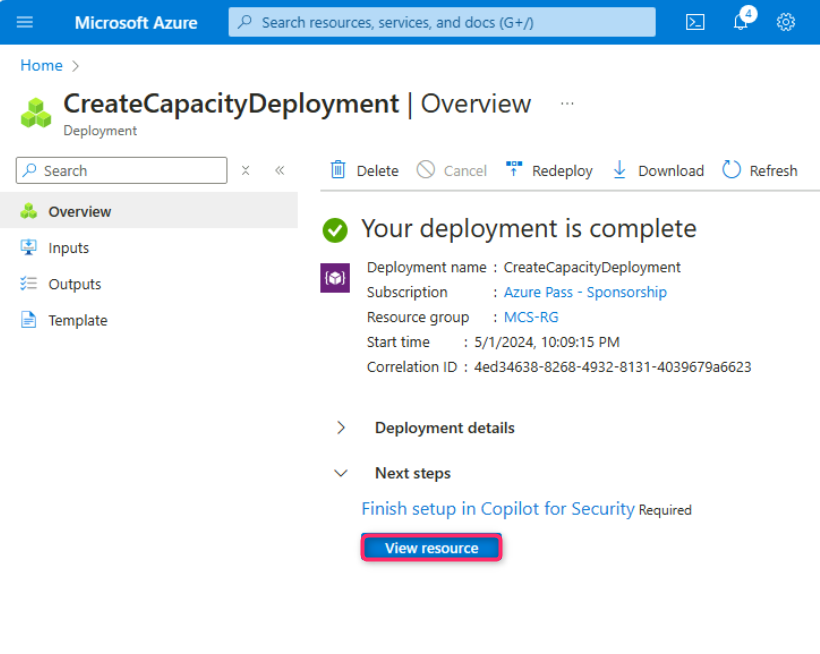 Microsoft Azure
Search resources, services, and docs (G+/)
4
Home
CreateCapacityDeployment | Overview ...
Deployment
Search
Delete Cancel Redeploy Download Refresh
Overview
Inputs
Outputs
Template
Your deployment is complete
Deployment name : CreateCapacityDeployment
Subscription : Azure Pass - Sponsorship
Resource group : MCS-RG
Start time : 5/1/2024, 10:09:15 PM
Correlation ID : 4ed34638-8268-4932-8131-4039679a6623
Deployment details
Next steps
Finish setup in Copilot for Security Required
View resource